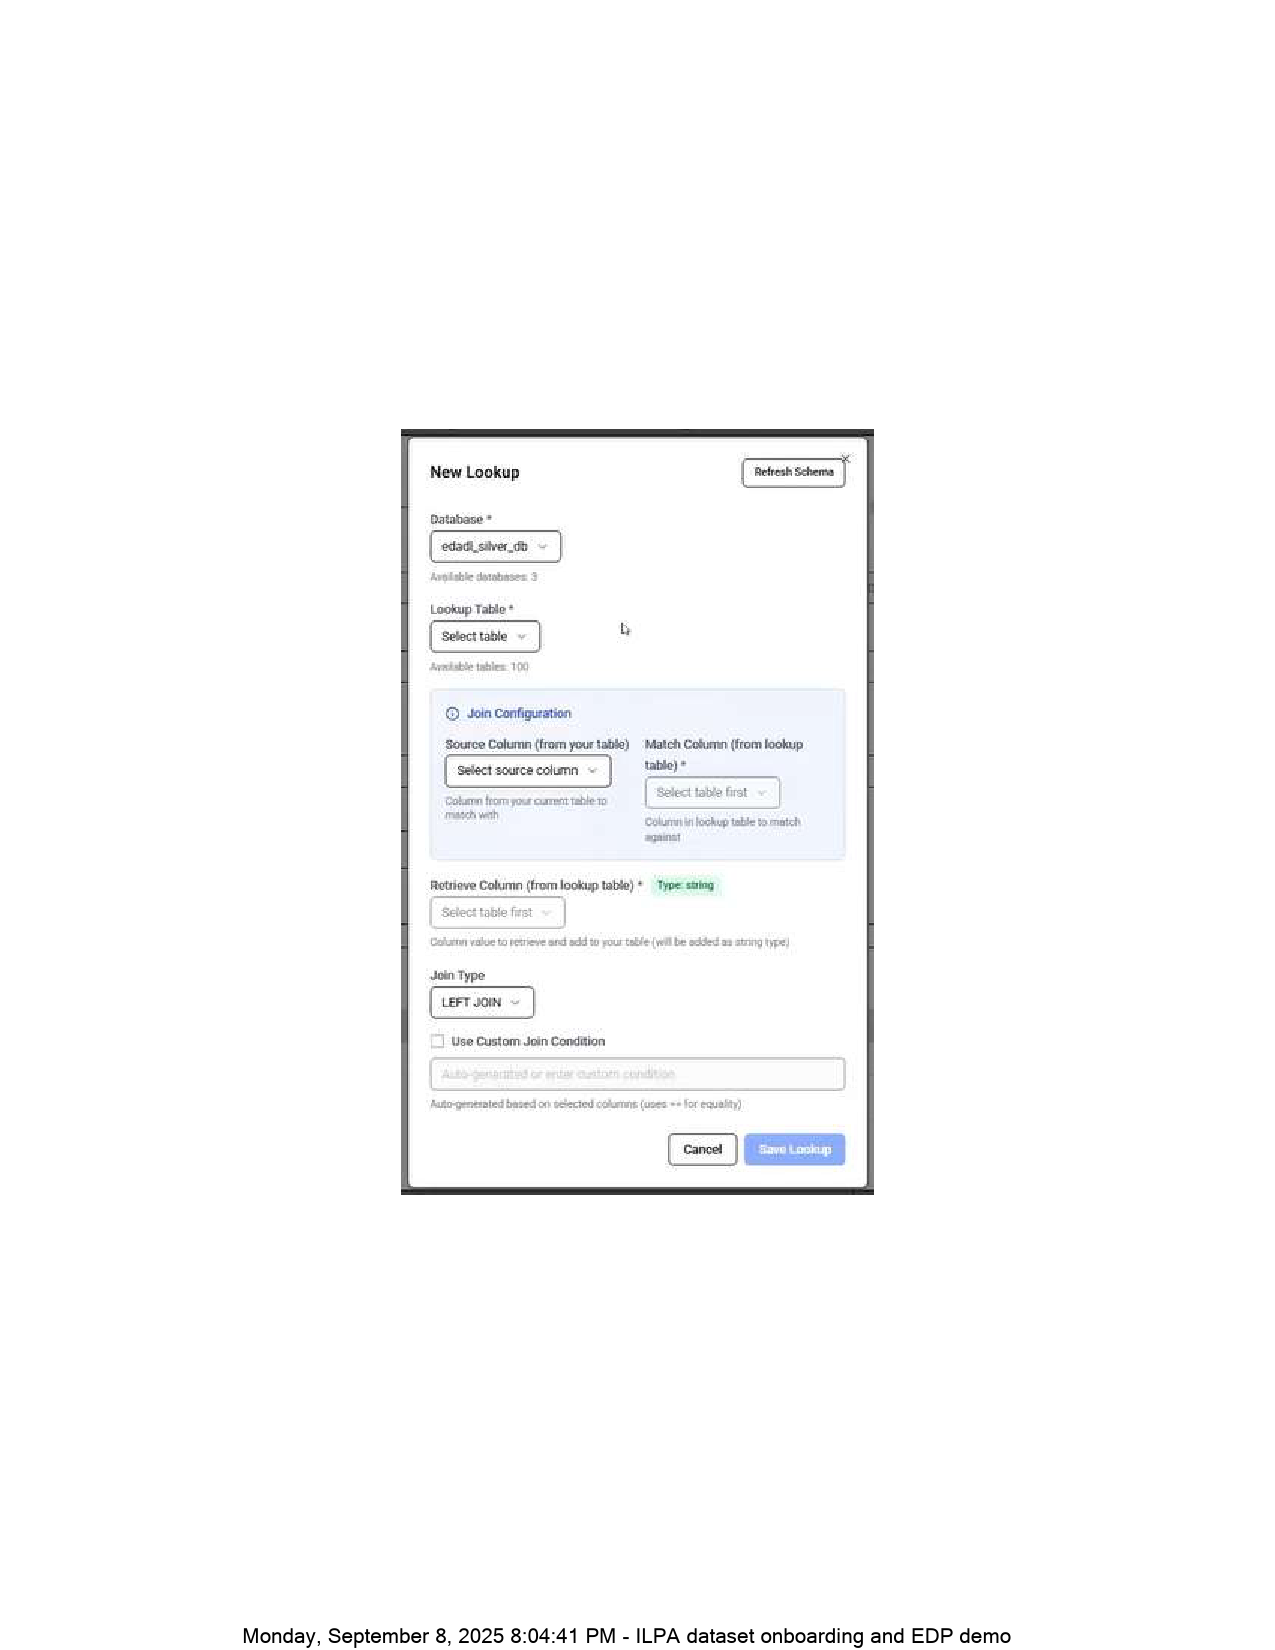 New Lookup
Refresh Schema
Database *
edadl_silver_db
Available databases: 3
Lookup Table *
Select table
Available tables: 100
Join Configuration
Source Column (from your table)
Select source column
Column from your current table to
match with
Match Column (from lookup
table) *
Select table first
Column in lookup table to match
against
Retrieve Column (from lookup table) * Type: string
Select table first
Column value to retrieve and add to your table (will be added as string type)
Join Type
LEFT JOIN
Use Custom Join Condition
Auto-generated or enter custom condition
Auto-generated based on selected columns (uses == for equality)
Cancel
Save Lookup
Monday, September 8, 2025 8:04:41 PM - ILPA dataset onboarding and EDP demo